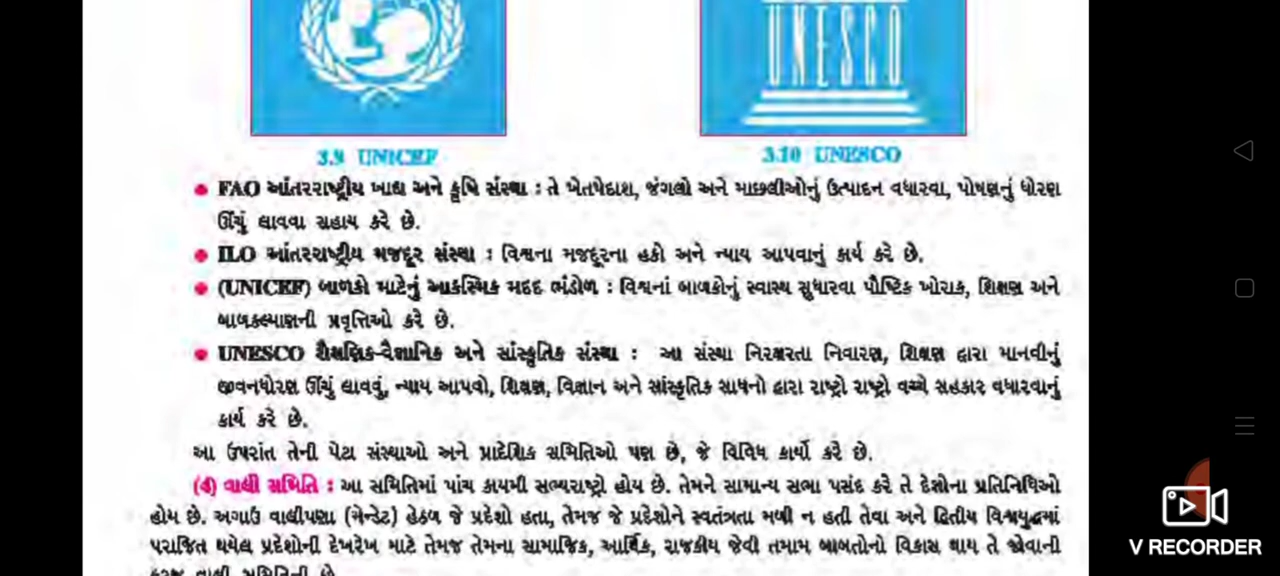 UNESCO
3.9 UNICEF
3.10 UNESCO
● FAO આંતરરાષ્ટ્રીય ખાદ્ય અને કૃષિ સંસ્થા : તે ખેતપેદાશ, જંગલો અને માછલીઓનું ઉત્પાદન વધારવા, પોષણનું ધોરણ
ઊંચું લાવવા સહાય કરે છે.
● ILO આંતરરાષ્ટ્રીય મજદૂર સંસ્થા : વિશ્વના મજદૂરના હકો અને ન્યાય આપવાનું કાર્ય કરે છે.
● (UNICEF) બાળકો માટેનું આકસ્મિક મદદ ભંડોળ : વિશ્વનાં બાળકોનું સ્વાસ્થ સુધારવા પૌષ્ટિક ખોરાક, શિક્ષણ અને
બાળકલ્યાણની પ્રવૃત્તિઓ કરે છે.
● UNESCO શૈક્ષણિક-વૈજ્ઞાનિક અને સાંસ્કૃતિક સંસ્થા : આ સંસ્થા નિરક્ષરતા નિવારણ, શિક્ષણ દ્વારા માનવીનું
જીવનધોરણ ઊંચું લાવવું, ન્યાય આપવો, શિક્ષણ, વિજ્ઞાન અને સાંસ્કૃતિક સાધનો દ્વારા રાષ્ટ્રો રાષ્ટ્રો વચ્ચે સહકાર વધારવાનું
કાર્ય કરે છે.
આ ઉપરાંત તેની પેટા સંસ્થાઓ અને પ્રાદેશિક સમિતિઓ પણ છે, જે વિવિધ કાર્યો કરે છે.
(4) વાલી સમિતિ : આ સમિતિમાં પાંચ કાયમી સભ્યરાષ્ટ્રો હોય છે. તેમને સામાન્ય સભા પસંદ કરે તે દેશોના પ્રતિનિધિઓ
હોય છે. અગાઉ વાલીપણા (મેન્ડેટ) હેઠળ જે પ્રદેશો હતા, તેમજ જે પ્રદેશોને સ્વતંત્રતા મળી ન હતી તેવા અને દ્વિતીય વિશ્વયુદ્ધમાં
પરાજિત થયેલ પ્રદેશોની દેખરેખ માટે તેમજ તેમના સામાજિક, આર્થિક, રાજકીય જેવી તમામ બાબતોનો વિકાસ થાય તે જોવાની
V RECORDER